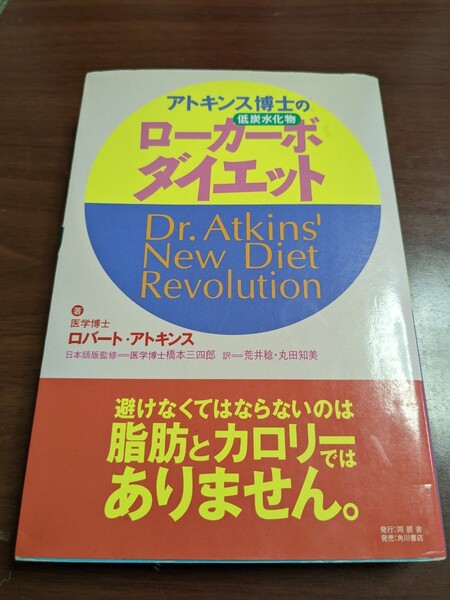 アトキンス博士の
低炭水化物
ローカーボ
ダイエット
Dr. Atkins'
New Diet
Revolution
著
医学博士
ロバート・アトキンス
日本語版監修=医学博士橋本三四郎 訳=荒井稔・丸田知美
避けなくてはならないのは
脂肪とカロリーでは
ありません。
発行:同朋舎
発売:角川書店